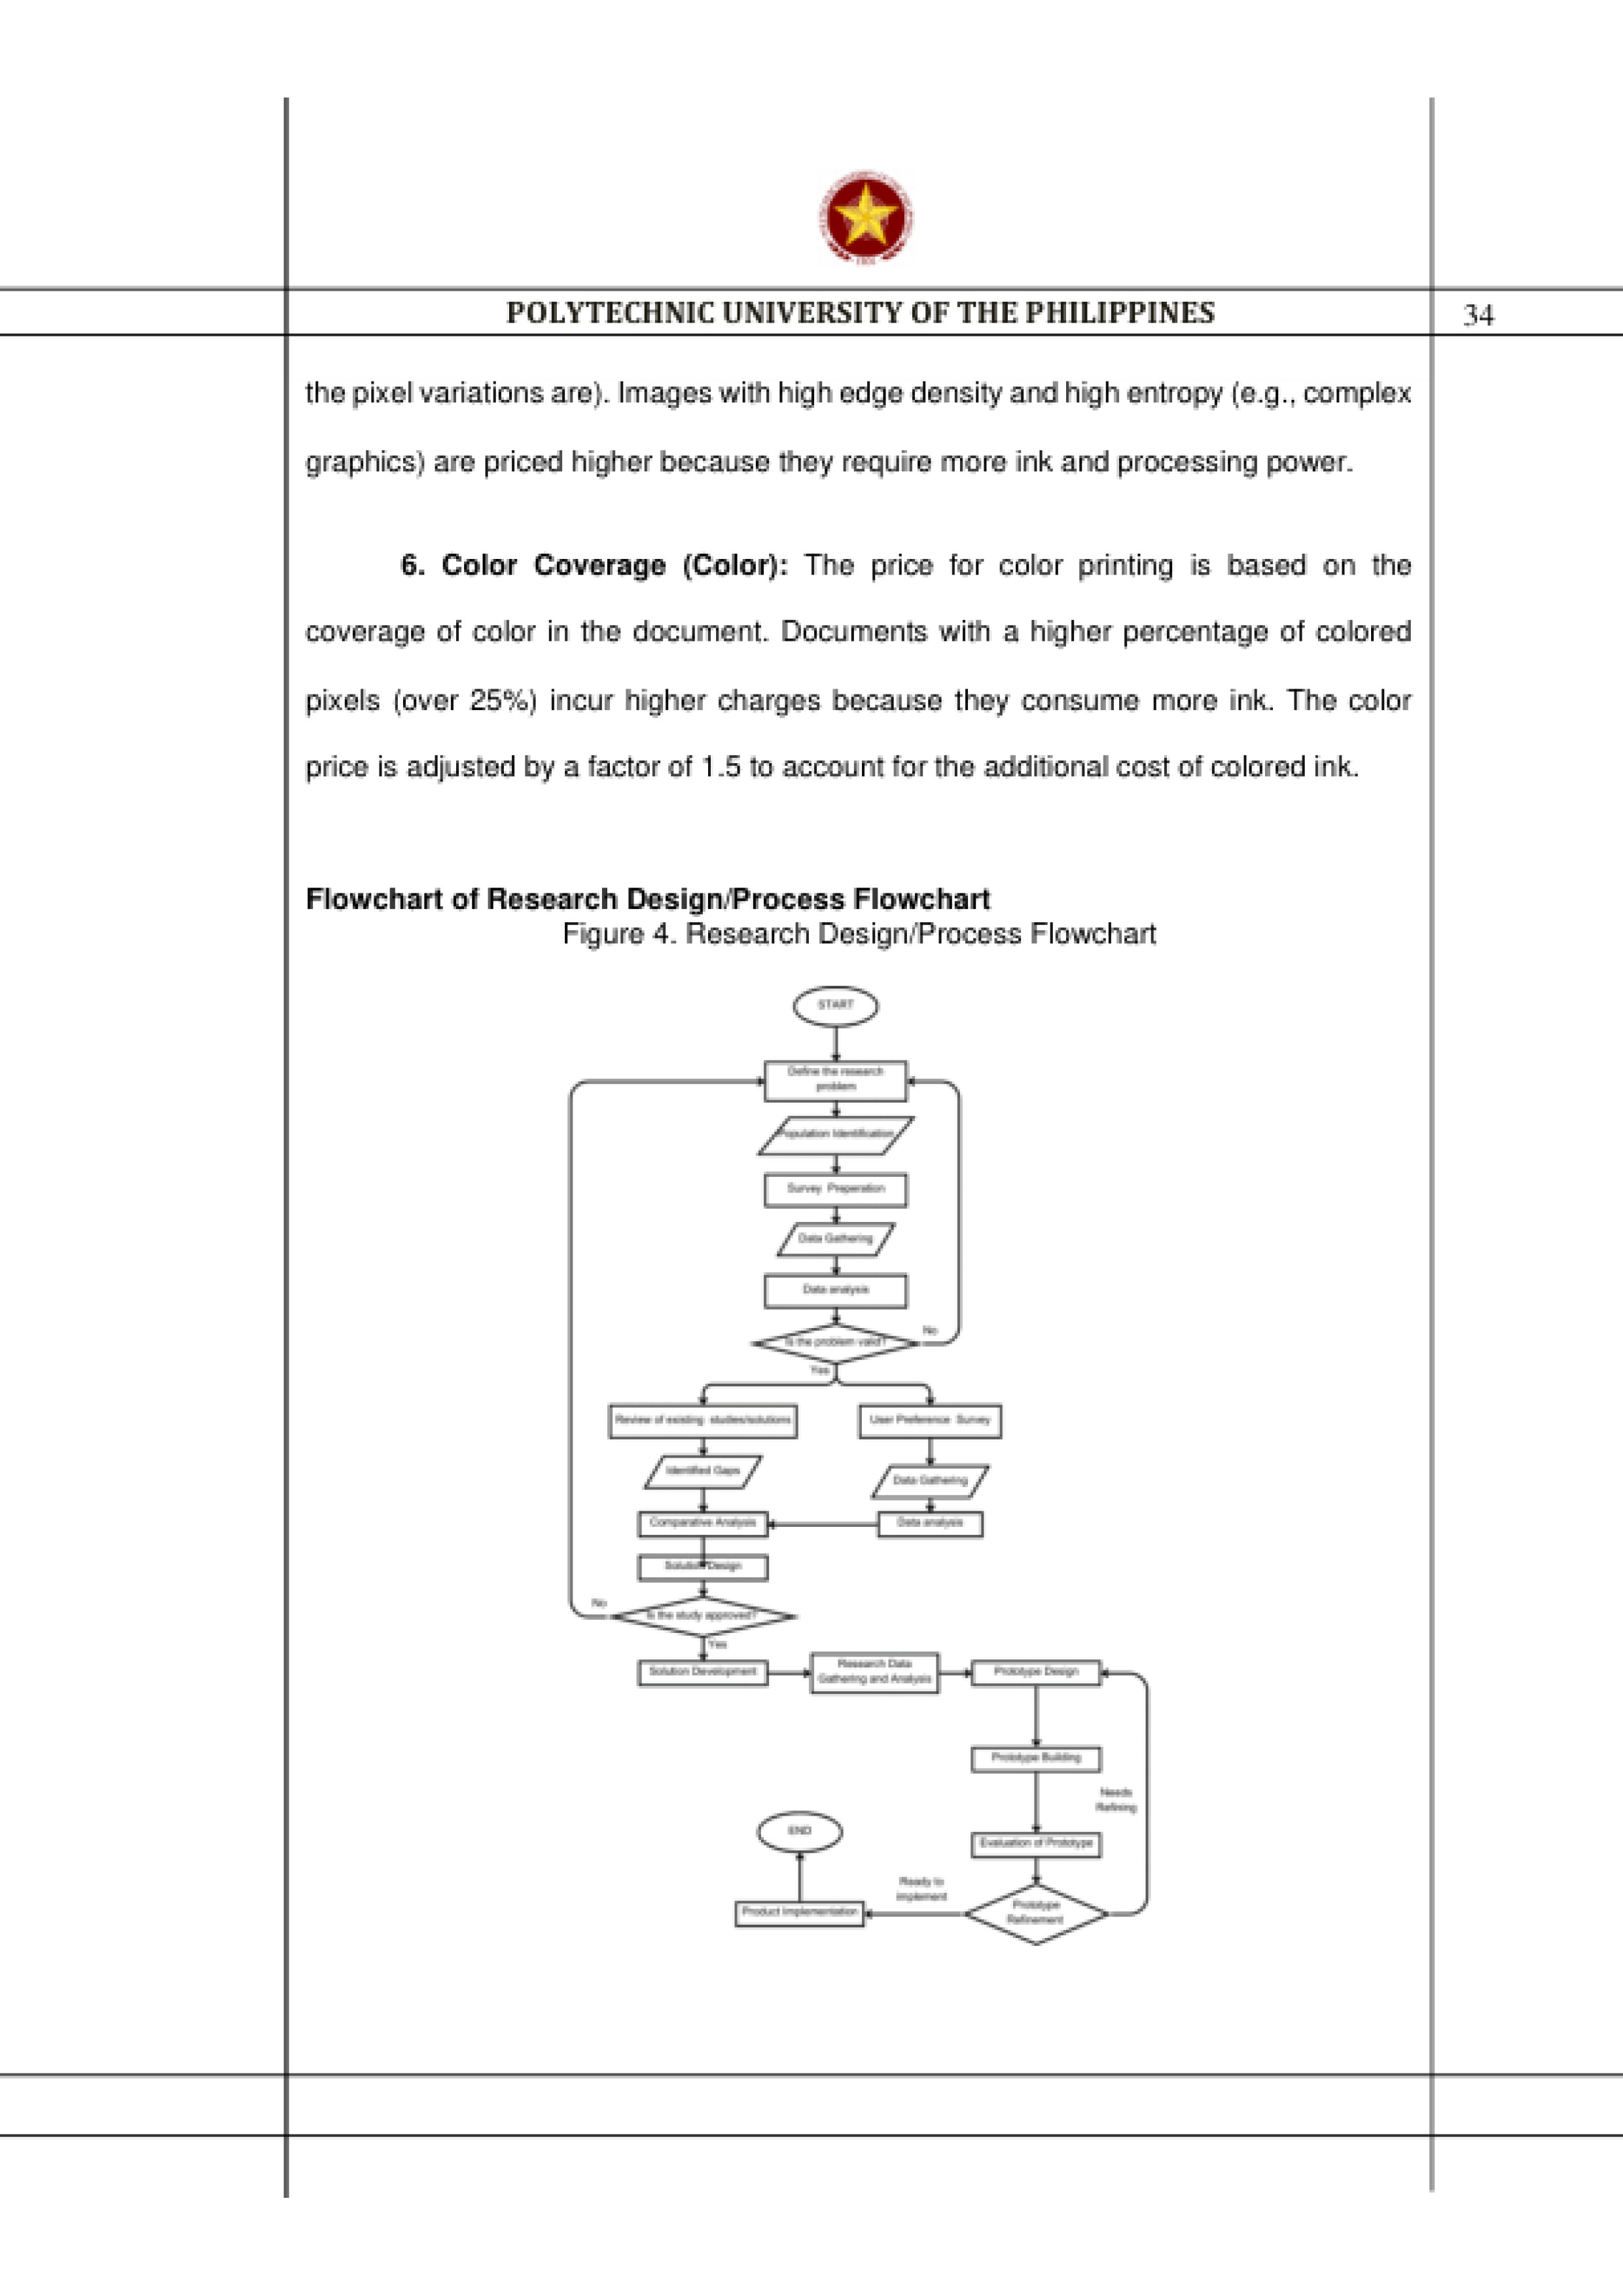 POLYTECHNIC UNIVERSITY OF THE PHILIPPINES
34
the pixel variations are). Images with high edge density and high entropy (e.g., complex
graphics) are priced higher because they require more ink and processing power.
6. Color Coverage (Color): The price for color printing is based on the
coverage of color in the document. Documents with a higher percentage of colored
pixels (over 25%) incur higher charges because they consume more ink. The color
price is adjusted by a factor of 1.5 to account for the additional cost of colored ink.
Flowchart of Research Design/Process Flowchart
Figure 4. Research Design/Process Flowchart
START
Define the research
problem
Population Identification
Survey Preperation
Data Gathering
Data analysis
Is the problem valid?
No
Yes
Review of existing studies/solutions
User Preference Survey
Identified Gaps
Data Gathering
Comparative Analysis
Data analysis
Solution Design
No
Is the study approved?
Yes
Solution Development
Research Data
Gathering and Analysis
Prototype Design
Prototype Building
Needs
Refining
END
Evaluation of Prototype
Ready to
implement
Prototype
Refinement
Product Implementation